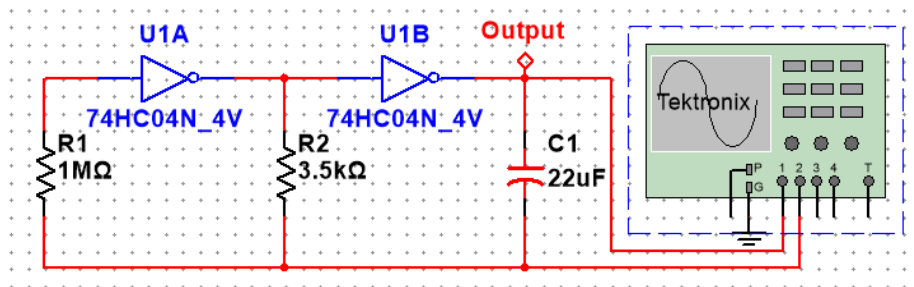 U1A U1B Output
74HC04N_4V 74HC04N_4V
Tektronix
R1 R2 C1
1MΩ 3.5kΩ 22uF
P 1 2 3 4 T
G